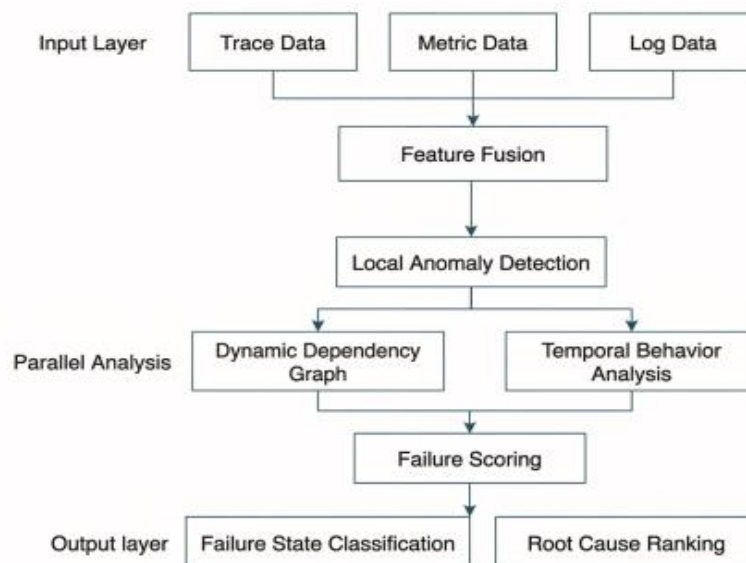 Input Layer
Trace Data
Metric Data
Log Data
Feature Fusion
Local Anomaly Detection
Parallel Analysis
Dynamic Dependency
Graph
Temporal Behavior
Analysis
Failure Scoring
Output layer
Failure State Classification
Root Cause Ranking